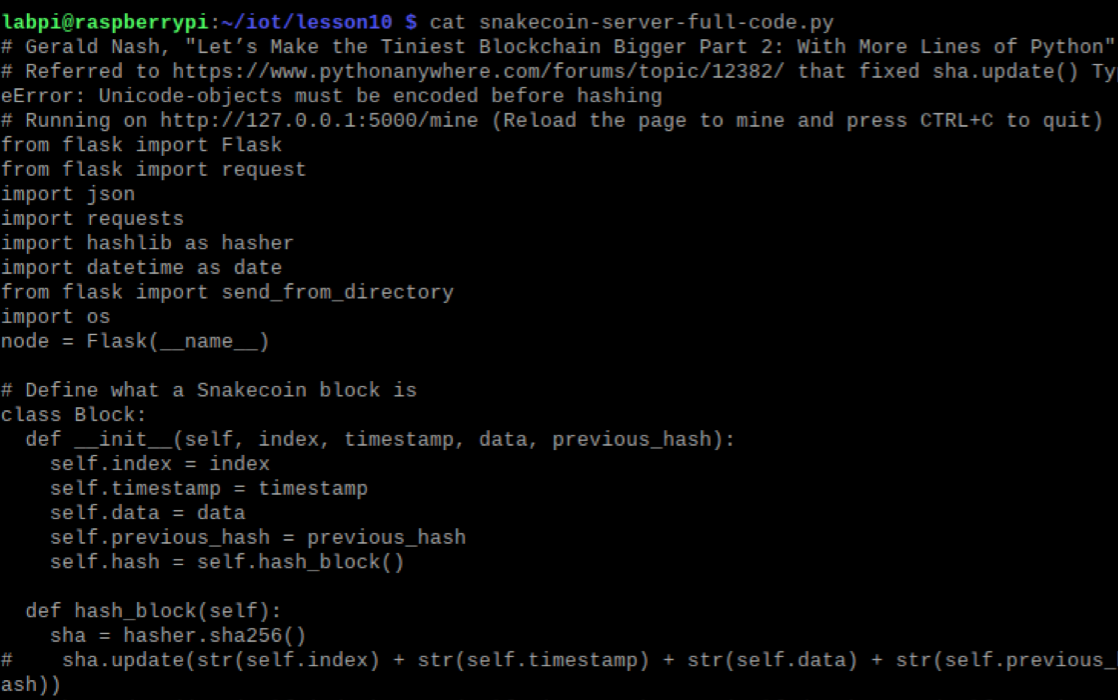 labpi@raspberrypi:~/iot/lesson10 $ cat snakecoin-server-full-code.py
# Gerald Nash, "Let’s Make the Tiniest Blockchain Bigger Part 2: With More Lines of Python"
# Referred to https://www.pythonanywhere.com/forums/topic/12382/ that fixed sha.update() Typ
eError: Unicode-objects must be encoded before hashing
# Running on http://127.0.0.1:5000/mine (Reload the page to mine and press CTRL+C to quit)
from flask import Flask
from flask import request
import json
import requests
import hashlib as hasher
import datetime as date
from flask import send_from_directory
import os
node = Flask(__name__)

# Define what a Snakecoin block is
class Block:
  def __init__(self, index, timestamp, data, previous_hash):
    self.index = index
    self.timestamp = timestamp
    self.data = data
    self.previous_hash = previous_hash
    self.hash = self.hash_block()

  def hash_block(self):
    sha = hasher.sha256()
#    sha.update(str(self.index) + str(self.timestamp) + str(self.data) + str(self.previous_
ash))